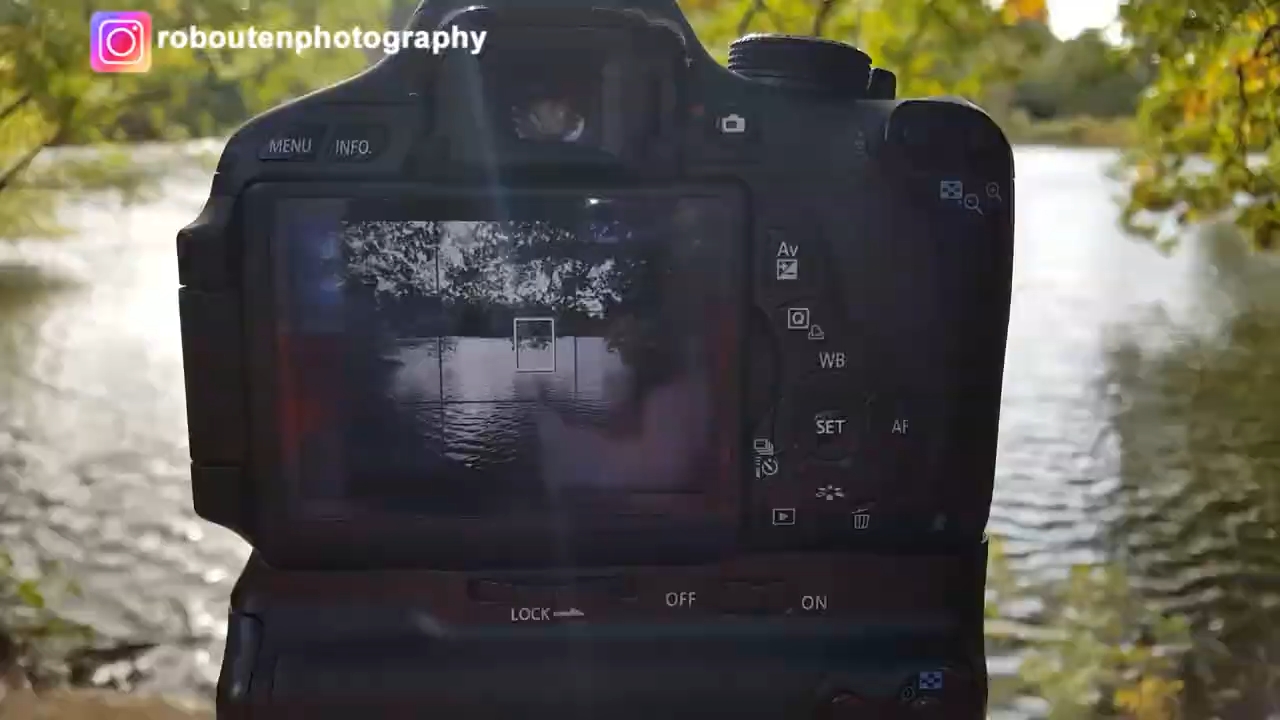 roboutenphotography
MENU INFO.
Av
Q
WB
SET
AF
LOCK
OFF
ON